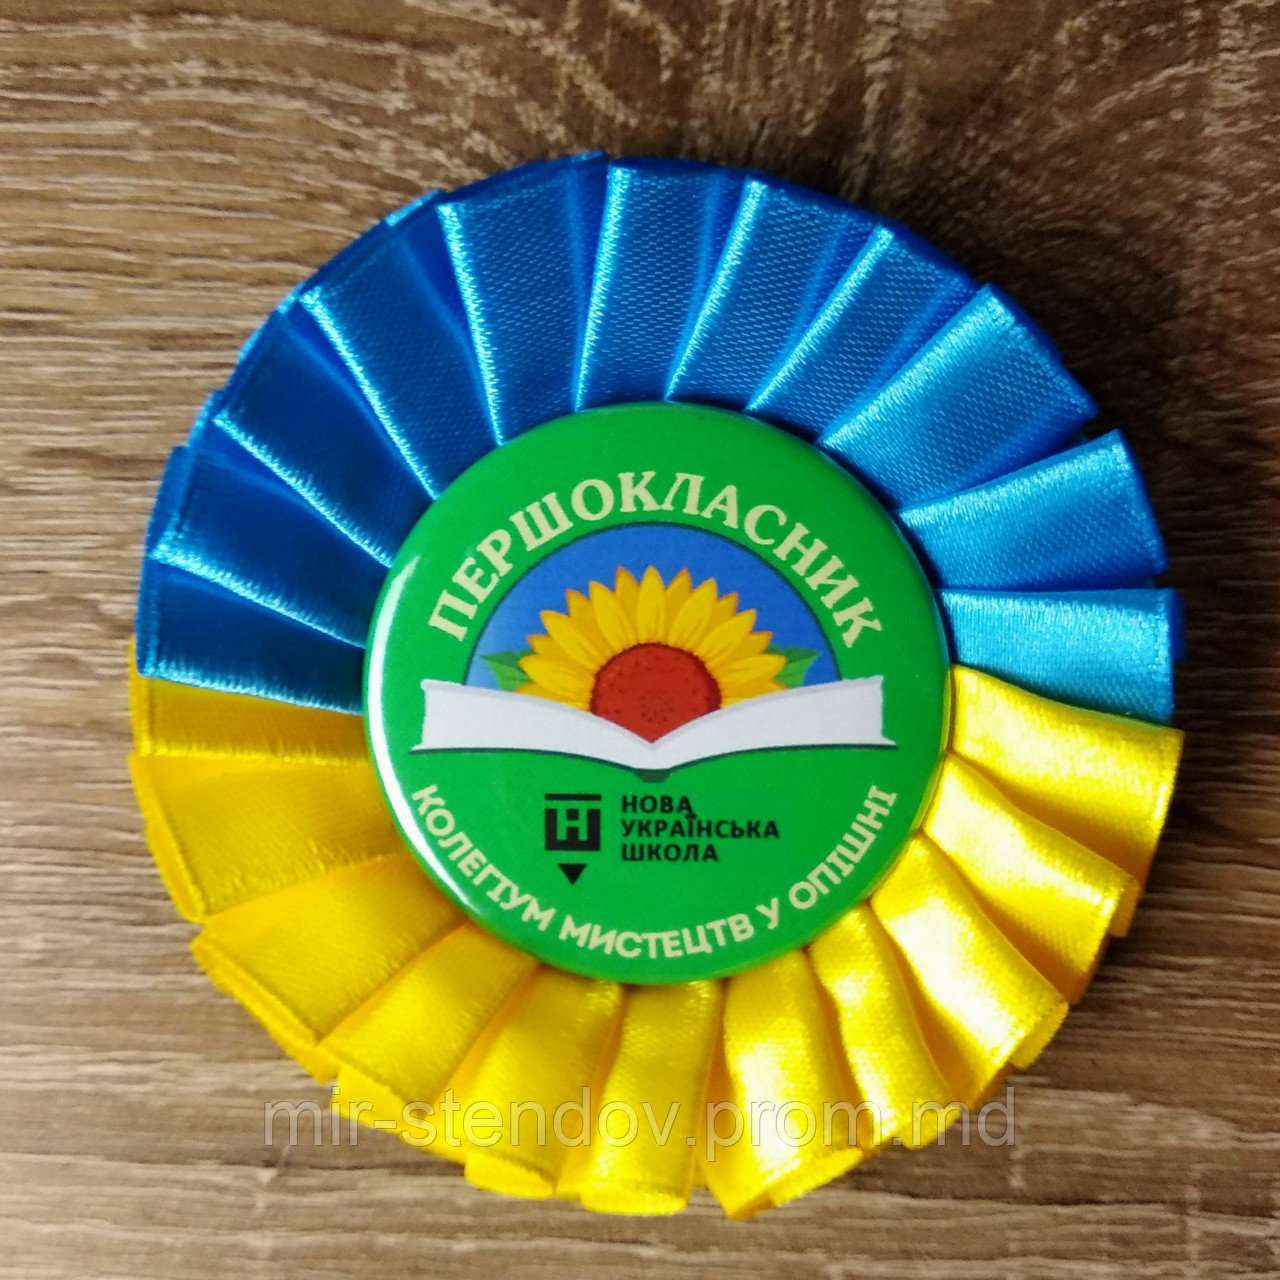 ПЕРШОКЛАСНИК
Н
НОВА
УКРАЇНСЬКА
ШКОЛА
КОЛЕГІУМ МИСТЕЦТВ У ОПІШНІ
mir-stendov.prom.md